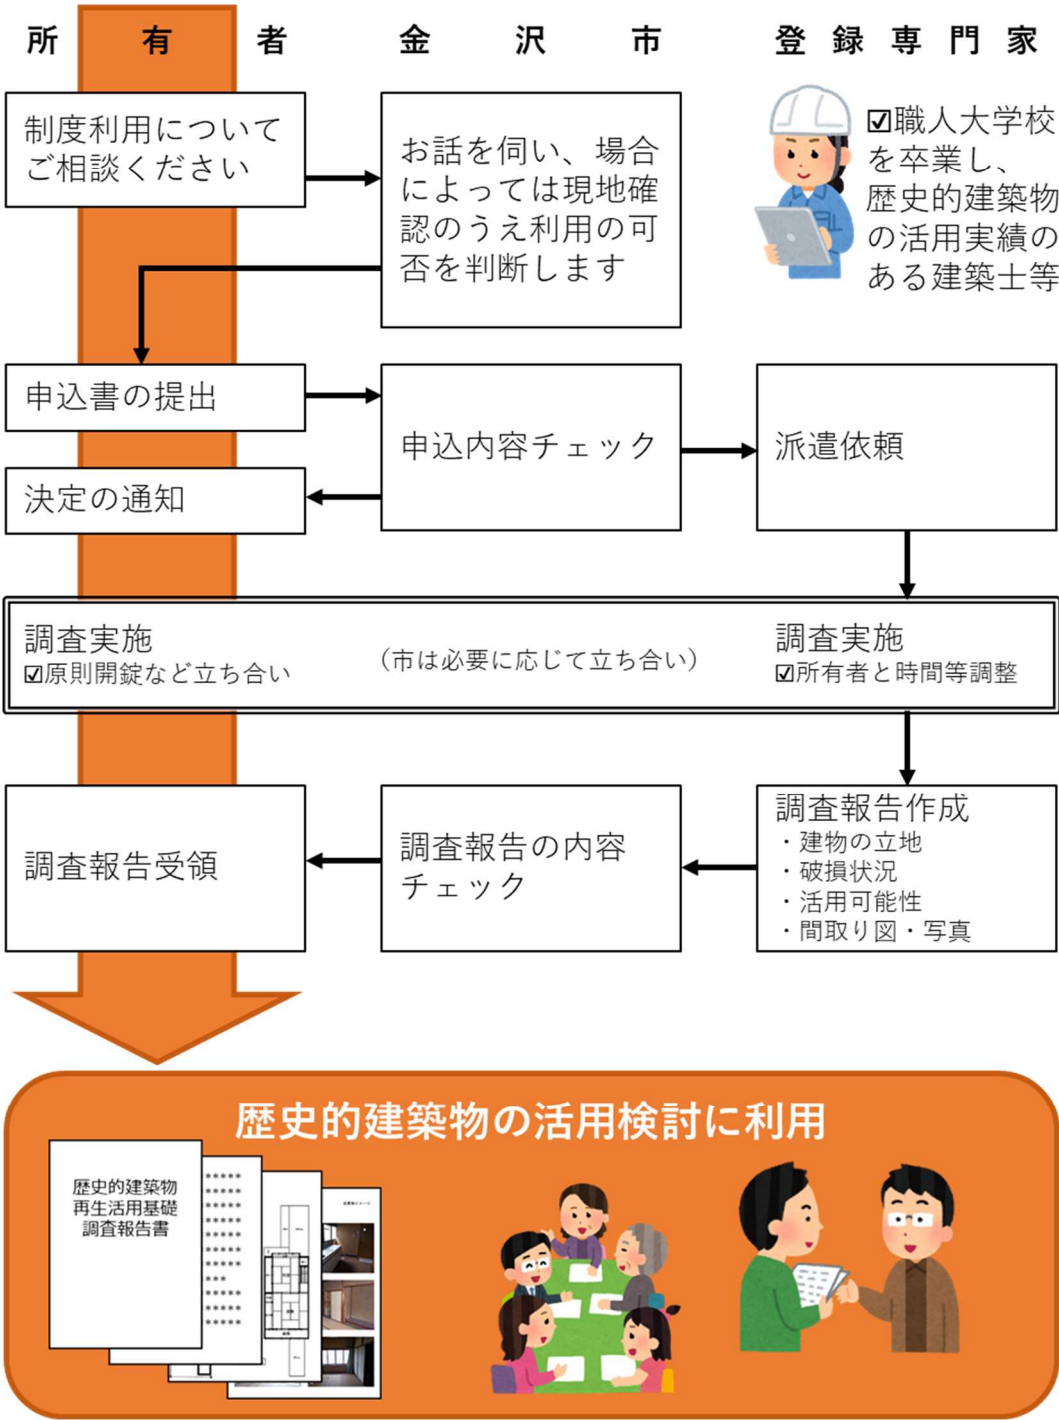 所有者
金沢市
登録専門家
制度利用について
ご相談ください
お話を伺い、場合
によっては現地確
認のうえ利用の可
否を判断します
☑職人大学校
を卒業し、
歴史的建築物
の活用実績の
ある建築士等
申込書の提出
申込内容チェック
派遣依頼
決定の通知
調査実施
☑原則開錠など立ち合い
（市は必要に応じて立ち合い）
調査実施
☑所有者と時間等調整
調査報告受領
調査報告の内容
チェック
調査報告作成
・建物の立地
・破損状況
・活用可能性
・間取り図・写真
歴史的建築物の活用検討に利用
歴史的建築物
再生活用基礎
調査報告書
*****
*****
*****
*****
*****
*****
*****
***
*****
*****
*****